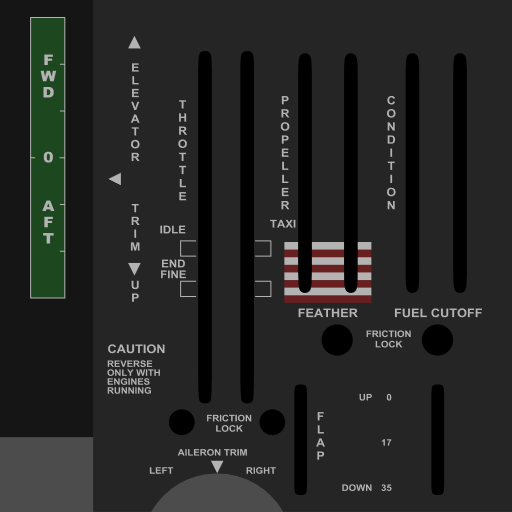 FWD
0
AFT
ELEVATOR
TRIM
UP
THROTTLE
PROPELLER
CONDITION
IDLE
TAXI
END
FINE
FEATHER
FUEL CUTOFF
FRICTION
LOCK
CAUTION
REVERSE
ONLY WITH
ENGINES
RUNNING
FRICTION
LOCK
FLAP
UP 0
17
DOWN 35
AILERON TRIM
LEFT RIGHT